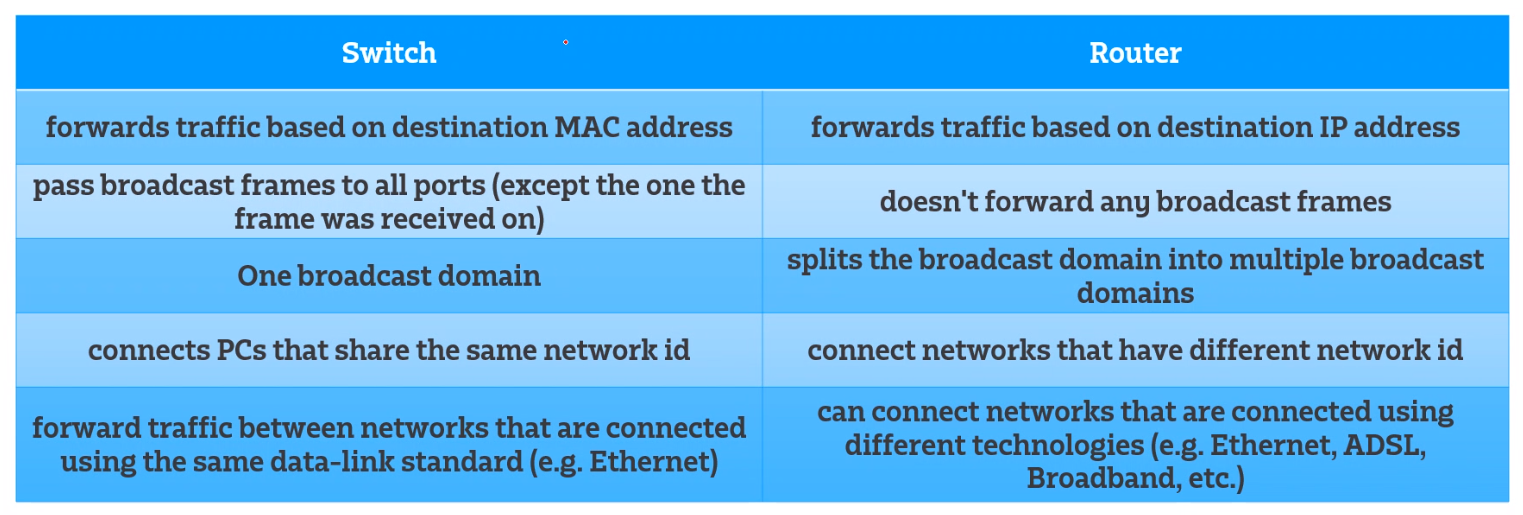 Switch
Router
forwards traffic based on destination MAC address
forwards traffic based on destination IP address
pass broadcast frames to all ports (except the one the
frame was received on)
doesn't forward any broadcast frames
One broadcast domain
splits the broadcast domain into multiple broadcast
domains
connects PCs that share the same network id
connect networks that have different network id
forward traffic between networks that are connected
using the same data-link standard (e.g. Ethernet)
can connect networks that are connected using
different technologies (e.g. Ethernet, ADSL,
Broadband, etc.)